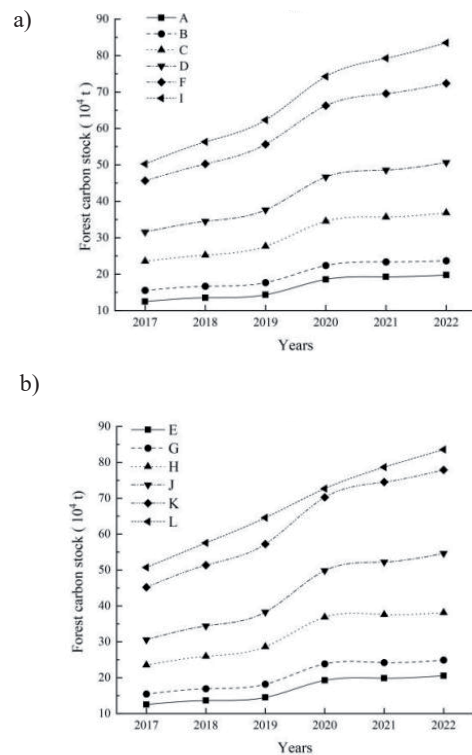 a)
A
B
C
D
F
I
Forest carbon stock ( 10⁴ t)
90
80
70
60
50
40
30
20
10
2017 2018 2019 2020 2021 2022
Years
b)
E
G
H
J
K
L
Forest carbon stock ( 10⁴ t)
90
80
70
60
50
40
30
20
10
2017 2018 2019 2020 2021 2022
Years